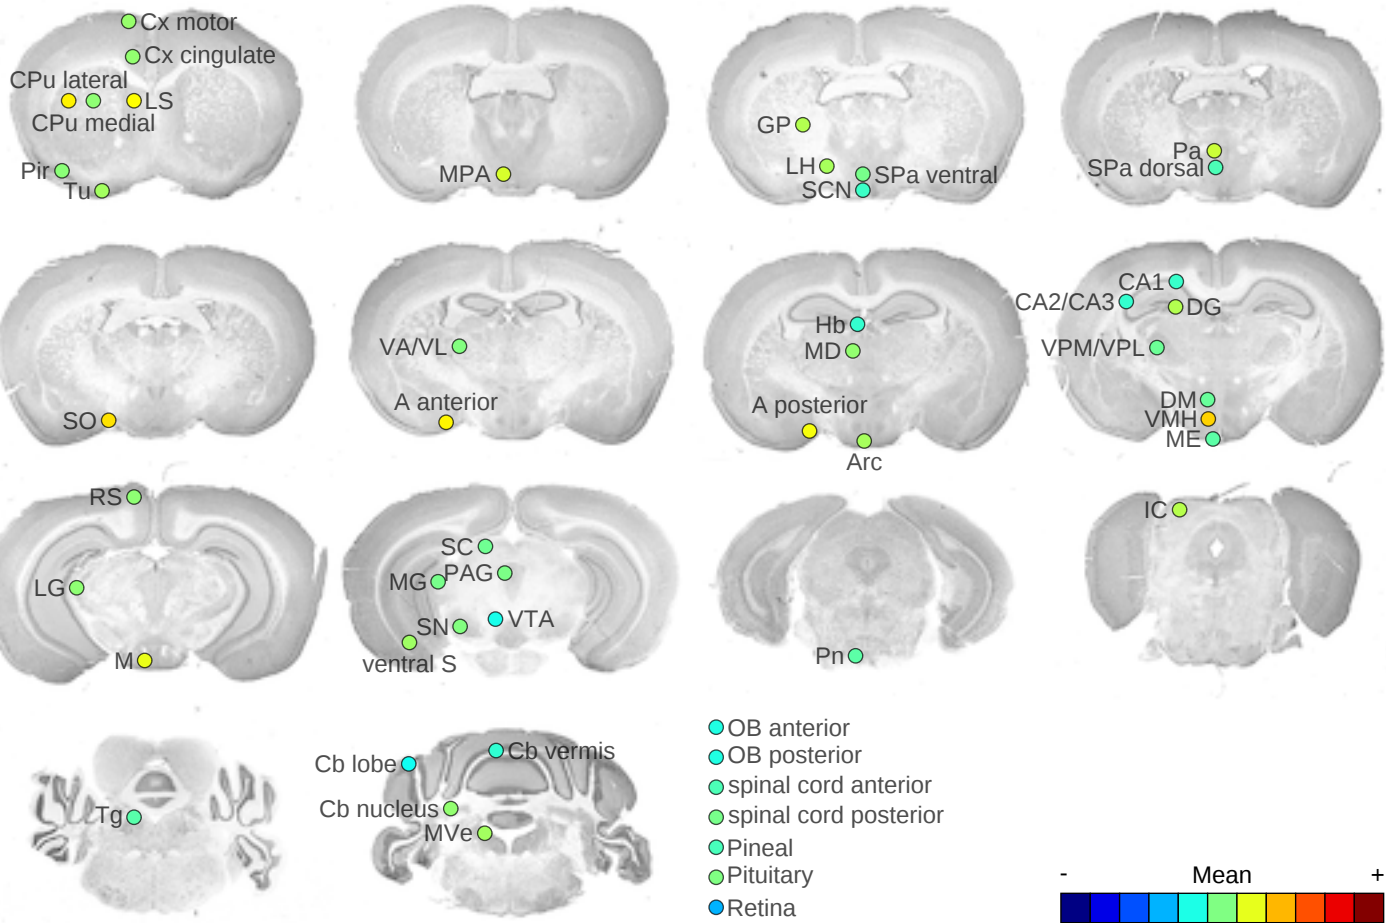 Cx motor
Cx cingulate
CPu lateral
LS
CPu medial
Pir
Tu
MPA
GP
LH
SPa ventral
SCN
Pa
SPa dorsal
SO
VA/VL
A anterior
Hb
MD
A posterior
Arc
CA1
CA2/CA3
DG
VPM/VPL
DM
VMH
ME
RS
LG
M
SC
MG
PAG
SN
VTA
ventral S
Pn
IC
Tg
Cb lobe
Cb vermis
Cb nucleus
MVe
OB anterior
OB posterior
spinal cord anterior
spinal cord posterior
Pineal
Pituitary
Retina
- Mean +